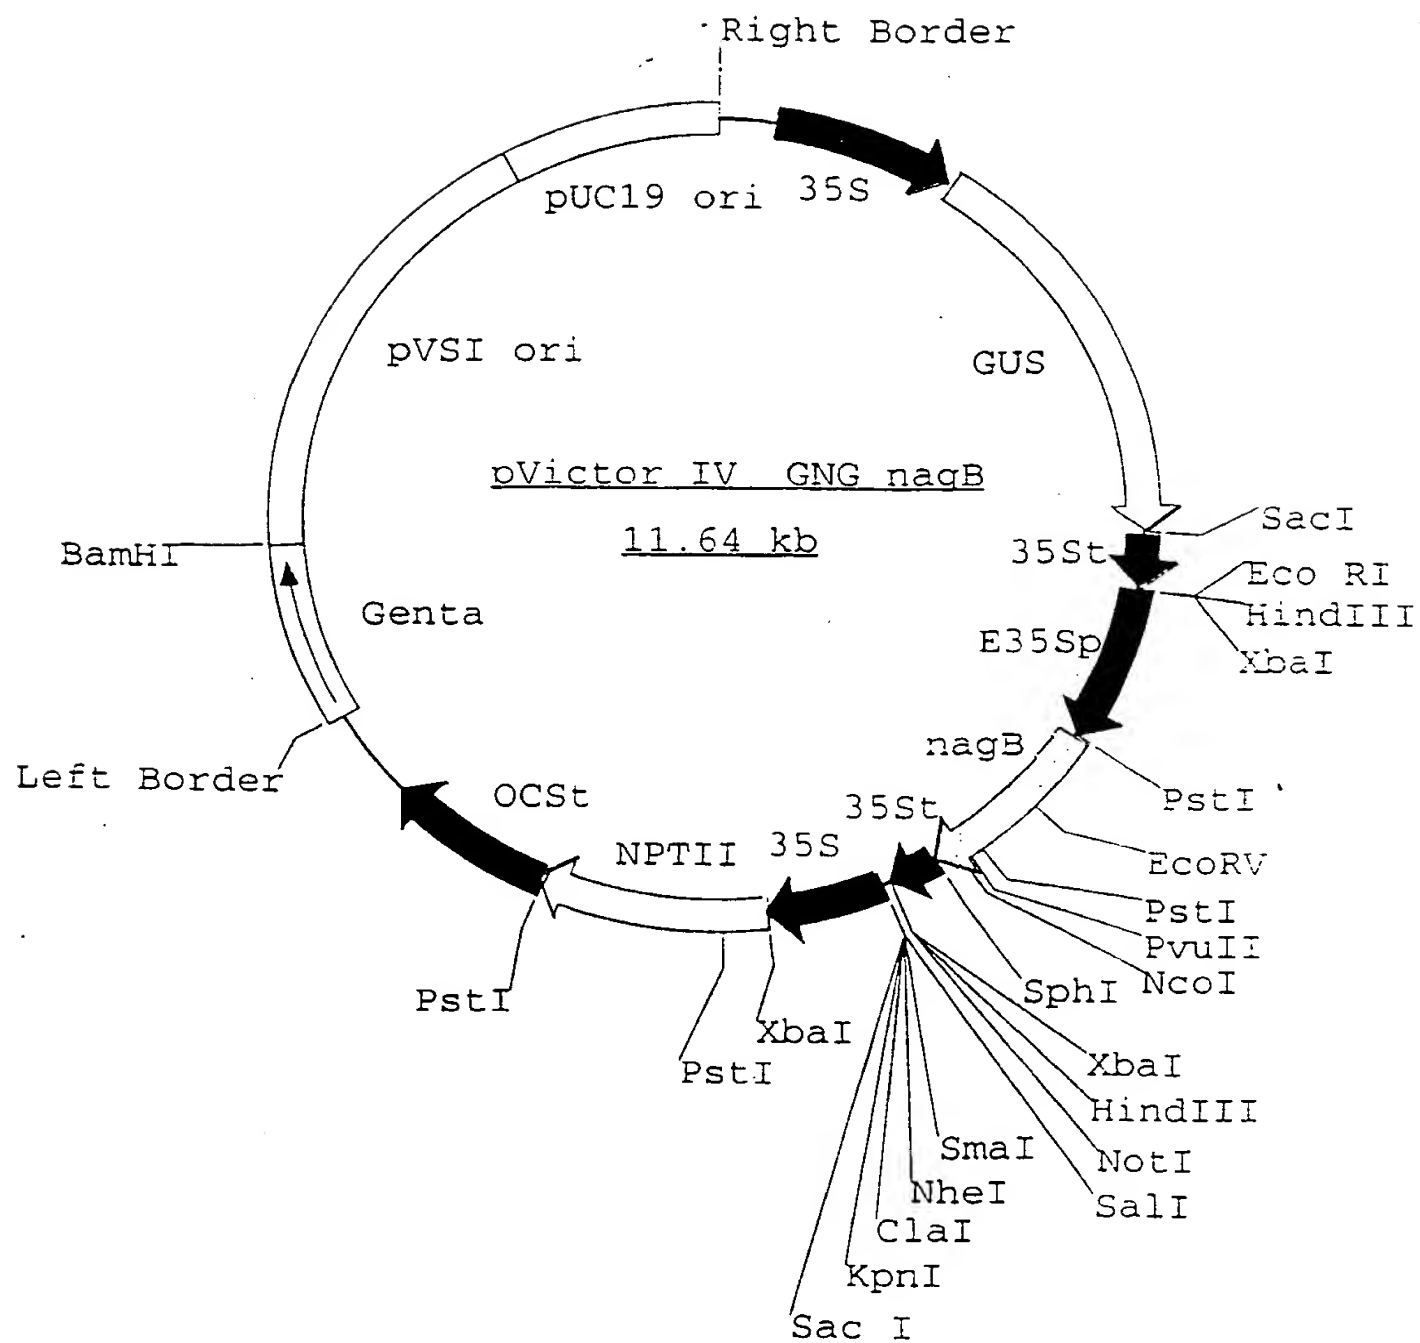 Right Border
pUC19 ori
35S
pVSI ori
GUS
pVictor IV GNG nagB
11.64 kb
SacI
35St
BamHI
Eco RI
HindIII
Genta
E35Sp
XbaI
nagB
Left Border
OCSt
PstI
35St
35S
NPTII
EcoRV
PstI
PvuII
NcoI
SphI
PstI
XbaI
PstI
XbaI
HindIII
SmaI
NotI
NheI
SalI
ClaI
KpnI
Sac I